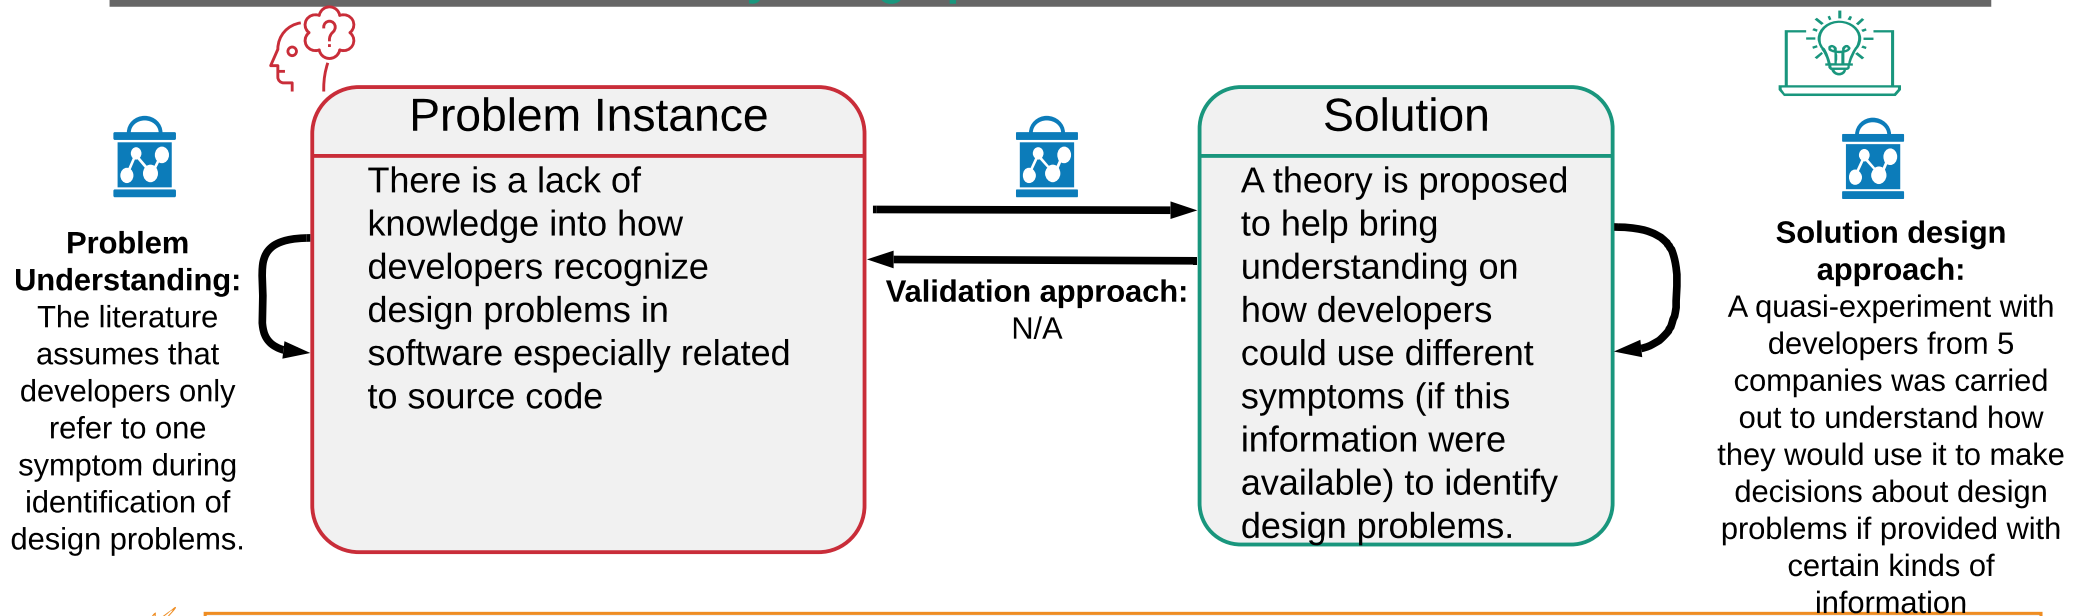 Problem Instance
There is a lack of
knowledge into how
developers recognize
design problems in
software especially related
to source code
Solution
A theory is proposed
to help bring
understanding on
how developers
could use different
symptoms (if this
information were
available) to identify
design problems.
Problem
Understanding:
The literature
assumes that
developers only
refer to one
symptom during
identification of
design problems.
Validation approach:
N/A
Solution design
approach:
A quasi-experiment with
developers from 5
companies was carried
out to understand how
they would use it to make
decisions about design
problems if provided with
certain kinds of
information
?